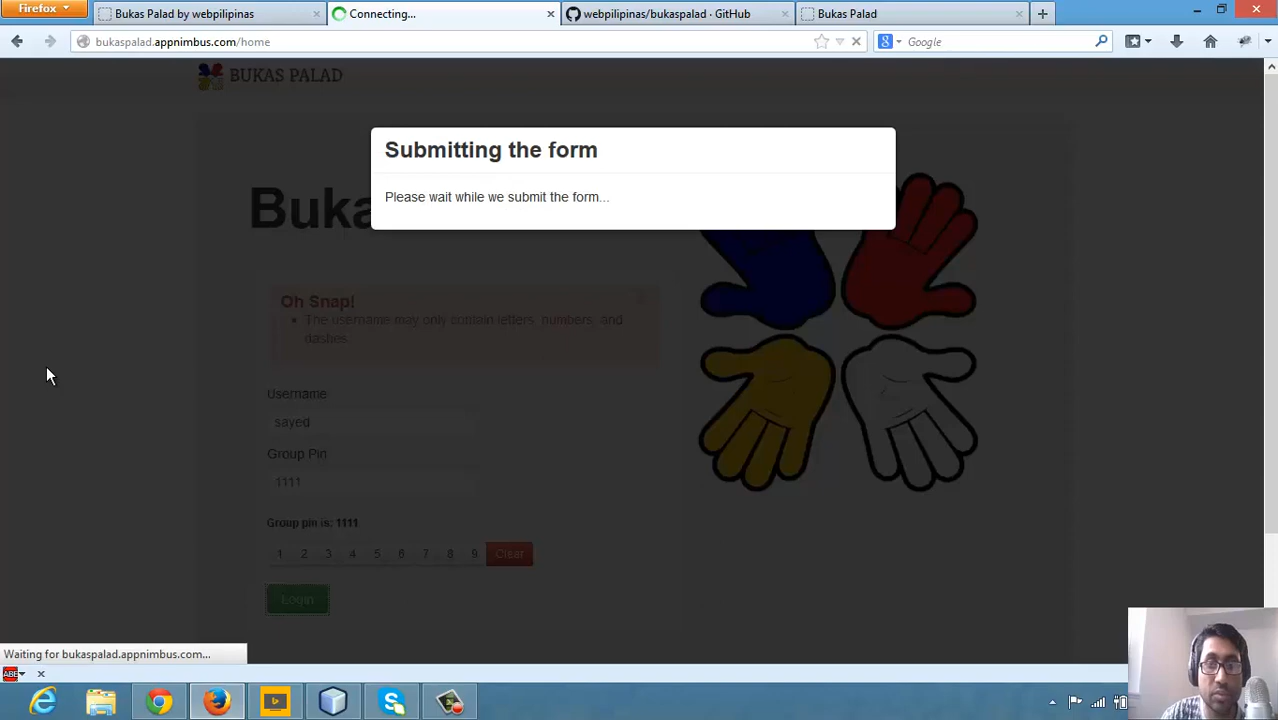 Firefox
Bukas Palad by webpilipinas
Connecting...
webpilipinas/bukaspalad · GitHub
Bukas Palad
bukaspalad.appnimbus.com/home
Google
BUKAS PALAD
Submitting the form
Please wait while we submit the form...
Buka
Oh Snap!
The username may only contain letters, numbers, and
dashes.
Username
sayed
Group Pin
1111
Group pin is: 1111
1 2 3 4 5 6 7 8 9 Clear
Login
Waiting for bukaspalad.appnimbus.com...
ABE